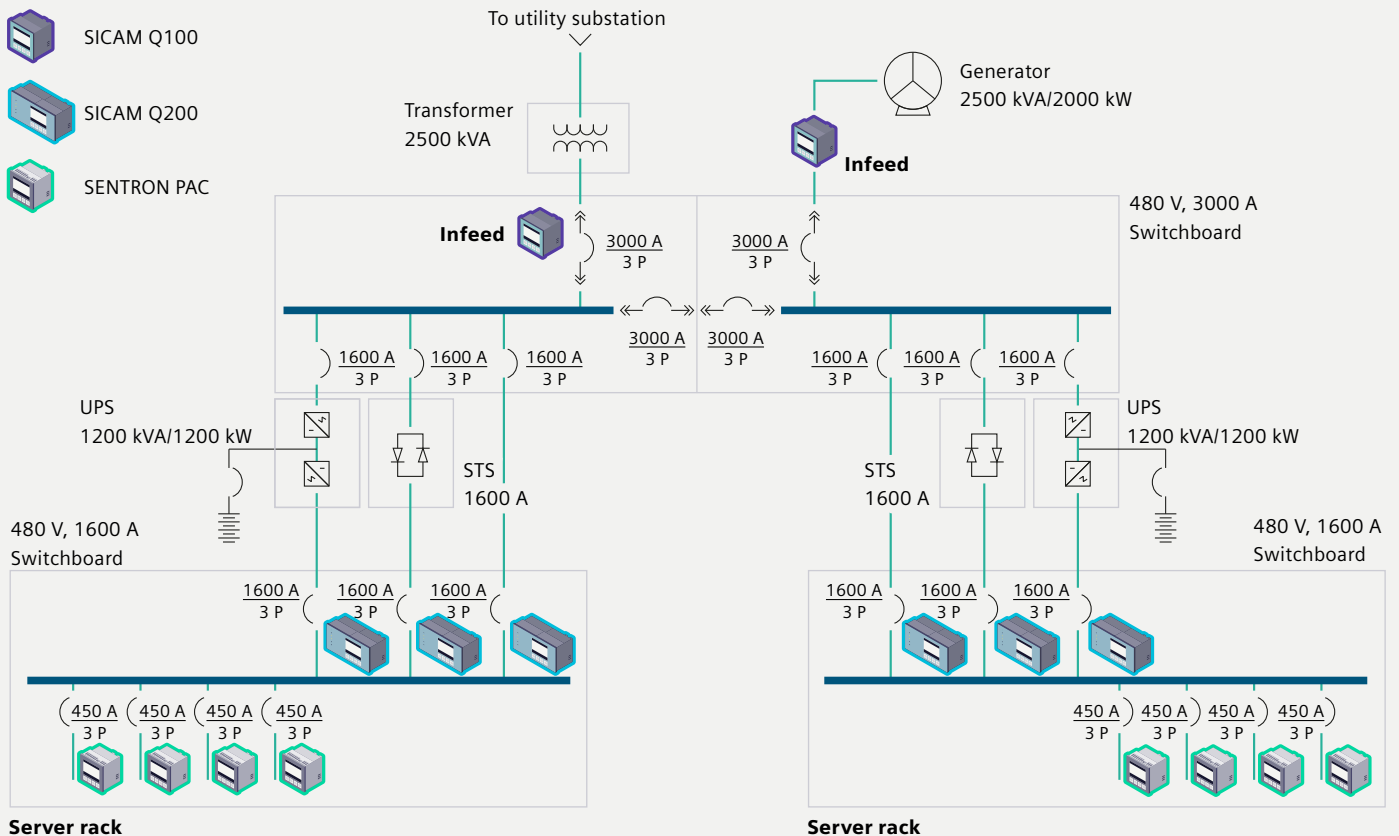 SICAM Q100
SICAM Q200
SENTRON PAC
To utility substation
Transformer
2500 kVA
Generator
2500 kVA/2000 kW
Infeed
Infeed
480 V, 3000 A
Switchboard
3000 A
3 P
3000 A
3 P
3000 A
3 P
3000 A
3 P
1600 A
3 P
1600 A
3 P
1600 A
3 P
1600 A
3 P
1600 A
3 P
1600 A
3 P
UPS
1200 kVA/1200 kW
STS
1600 A
STS
1600 A
UPS
1200 kVA/1200 kW
480 V, 1600 A
Switchboard
480 V, 1600 A
Switchboard
1600 A
3 P
1600 A
3 P
1600 A
3 P
1600 A
3 P
1600 A
3 P
1600 A
3 P
450 A
3 P
450 A
3 P
450 A
3 P
450 A
3 P
450 A
3 P
450 A
3 P
450 A
3 P
450 A
3 P
Server rack
Server rack